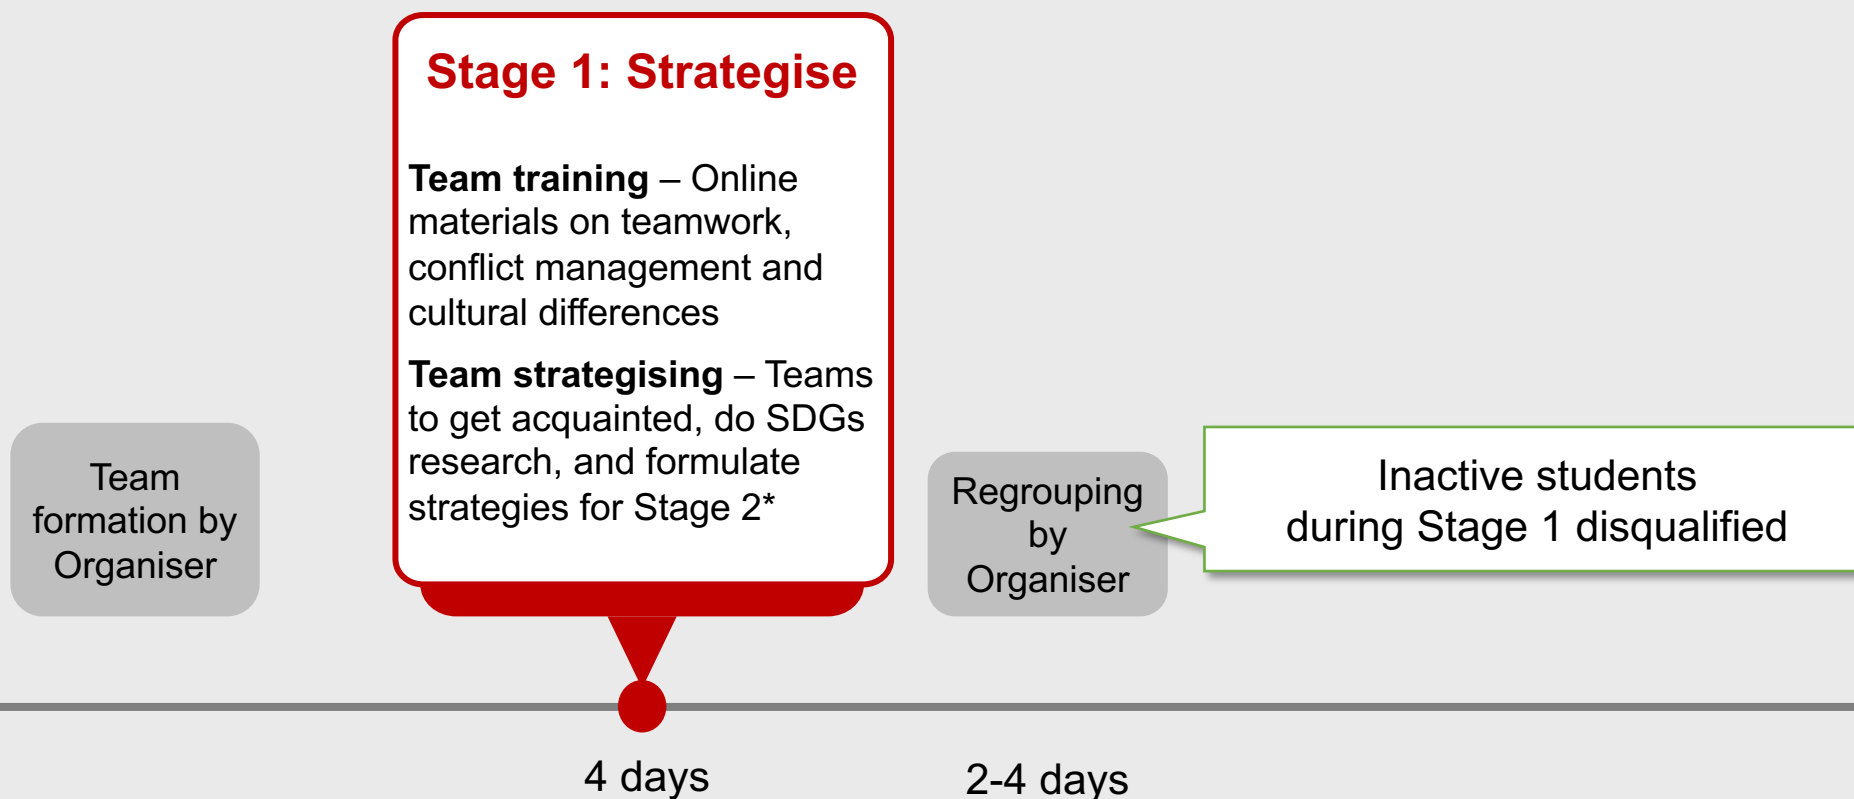 Stage 1: Strategise
Team training – Online
materials on teamwork,
conflict management and
cultural differences
Team strategising – Teams
to get acquainted, do SDGs
research, and formulate
strategies for Stage 2*
Team
formation by
Organiser
Regrouping
by
Organiser
Inactive students
during Stage 1 disqualified
4 days
2-4 days